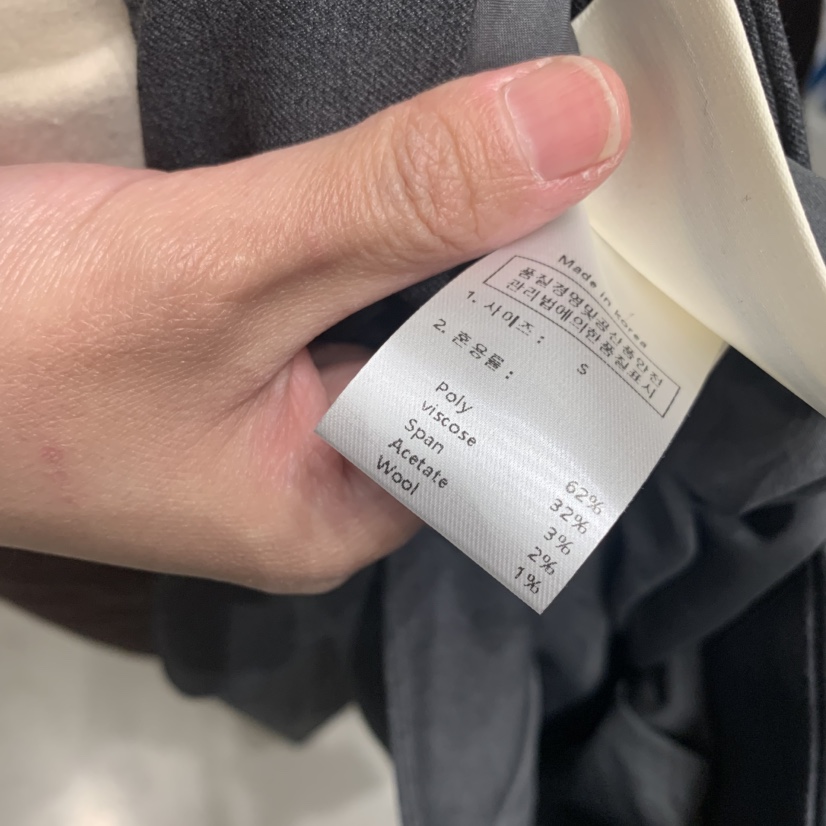 Made in korea
품질경영및공산품안전
관리법에의한품질표시
1. 사이즈 : S
2. 혼용률 :
Poly 62%
viscose 32%
Span 3%
Acetate 2%
Wool 1%